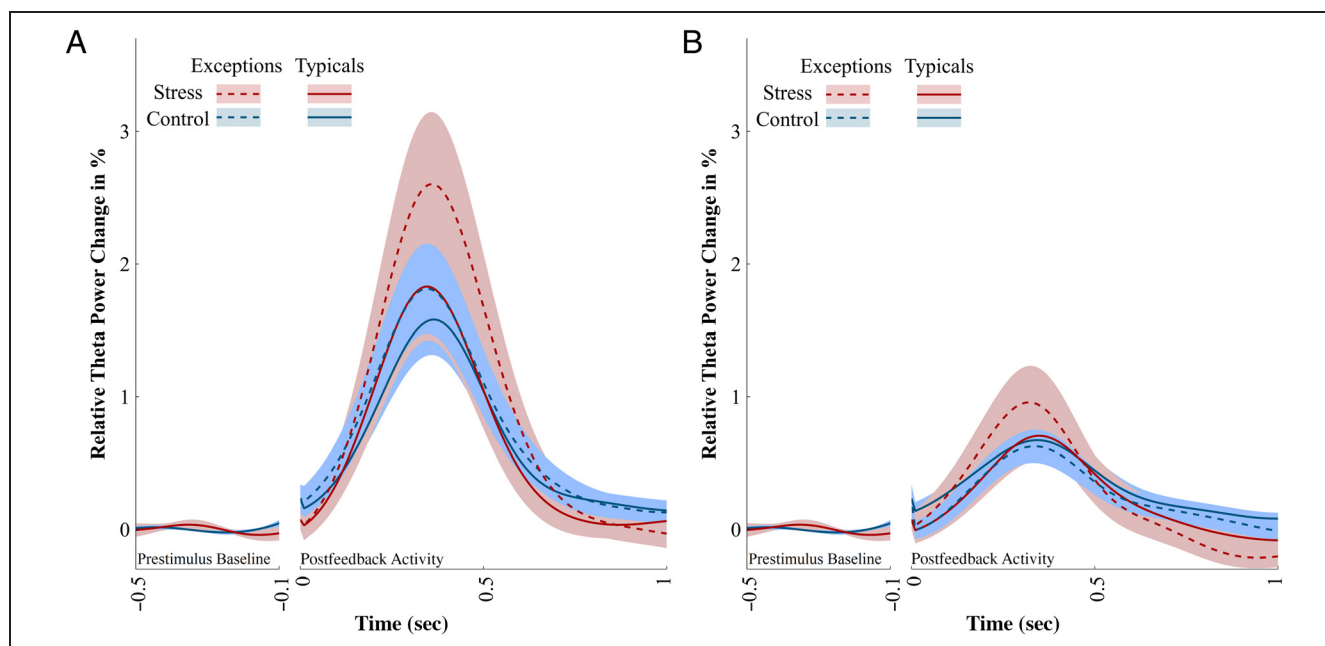 A
Exceptions Typicals
Stress
Control
Relative Theta Power Change in %
3
2
1
0
Prestimulus Baseline
Postfeedback Activity
−0.5
−0.1
0
0.5
1
Time (sec)
B
Exceptions Typicals
Stress
Control
Relative Theta Power Change in %
3
2
1
0
Prestimulus Baseline
Postfeedback Activity
−0.5
−0.1
0
0.5
1
Time (sec)